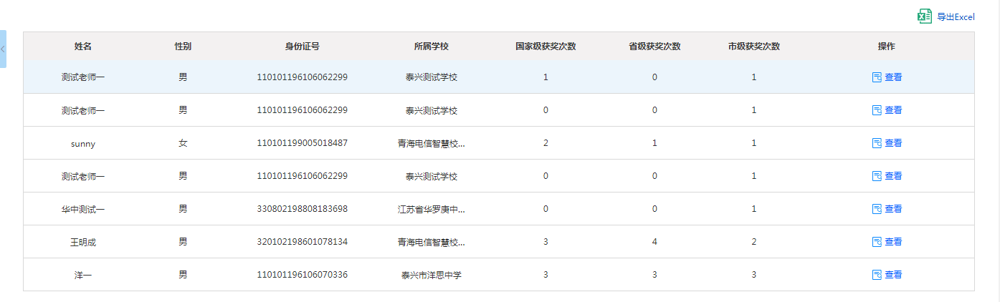 导出Excel
姓名 性别 身份证号 所属学校 国家级获奖次数 省级获奖次数 市级获奖次数 操作
测试老师一 男 110101196106062299 泰兴测试学校 1 0 1 查看
测试老师一 男 110101196106062299 泰兴测试学校 0 0 1 查看
sunny 女 110101199005018487 青海电信智慧校... 2 1 1 查看
测试老师一 男 110101196106062299 泰兴测试学校 0 0 1 查看
华中测试一 男 330802198808183698 江苏省华罗庚中... 0 0 1 查看
王明成 男 320102198601078134 青海电信智慧校... 3 4 2 查看
洋一 男 110101196106070336 泰兴市洋思中学 3 3 3 查看